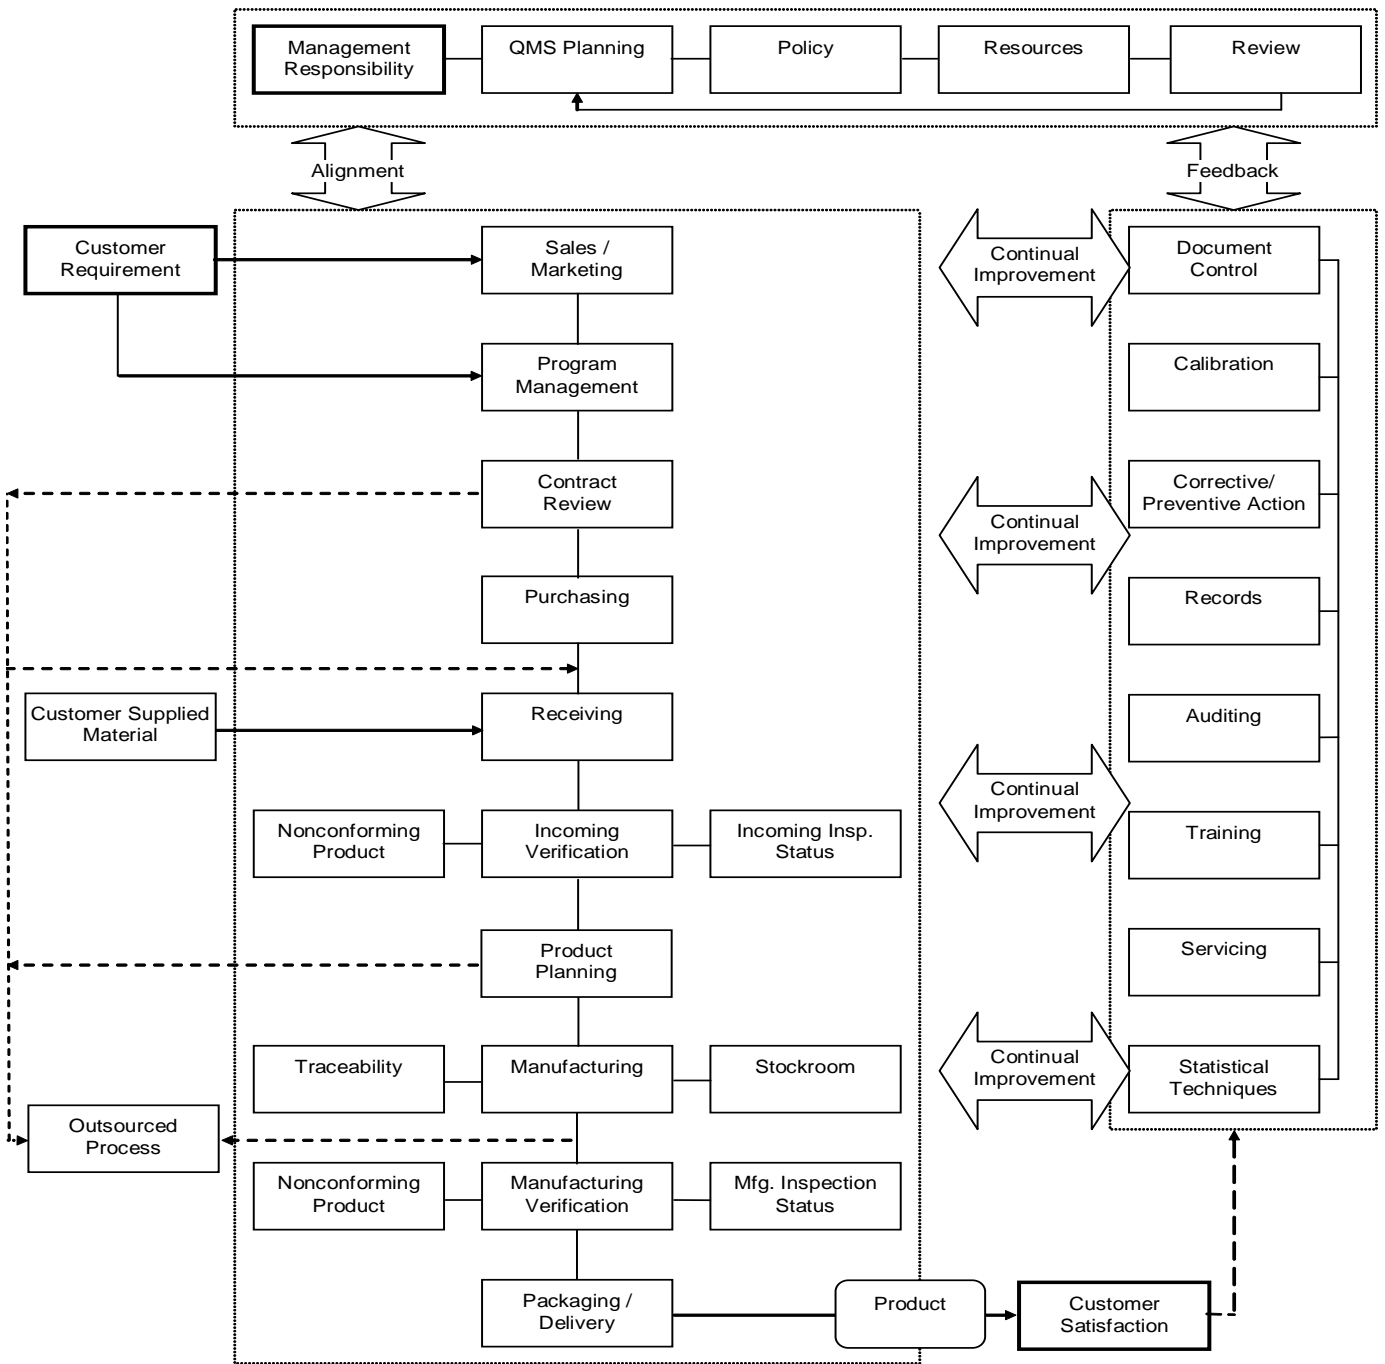 Management
Responsibility
QMS Planning
Policy
Resources
Review
Alignment
Feedback
Customer
Requirement
Sales /
Marketing
Continual
Improvement
Document
Control
Program
Management
Calibration
Contract
Review
Continual
Improvement
Corrective/
Preventive Action
Purchasing
Records
Customer Supplied
Material
Receiving
Auditing
Continual
Improvement
Nonconforming
Product
Incoming
Verification
Incoming Insp.
Status
Training
Product
Planning
Servicing
Traceability
Manufacturing
Stockroom
Continual
Improvement
Statistical
Techniques
Outsourced
Process
Nonconforming
Product
Manufacturing
Verification
Mfg. Inspection
Status
Packaging /
Delivery
Product
Customer
Satisfaction